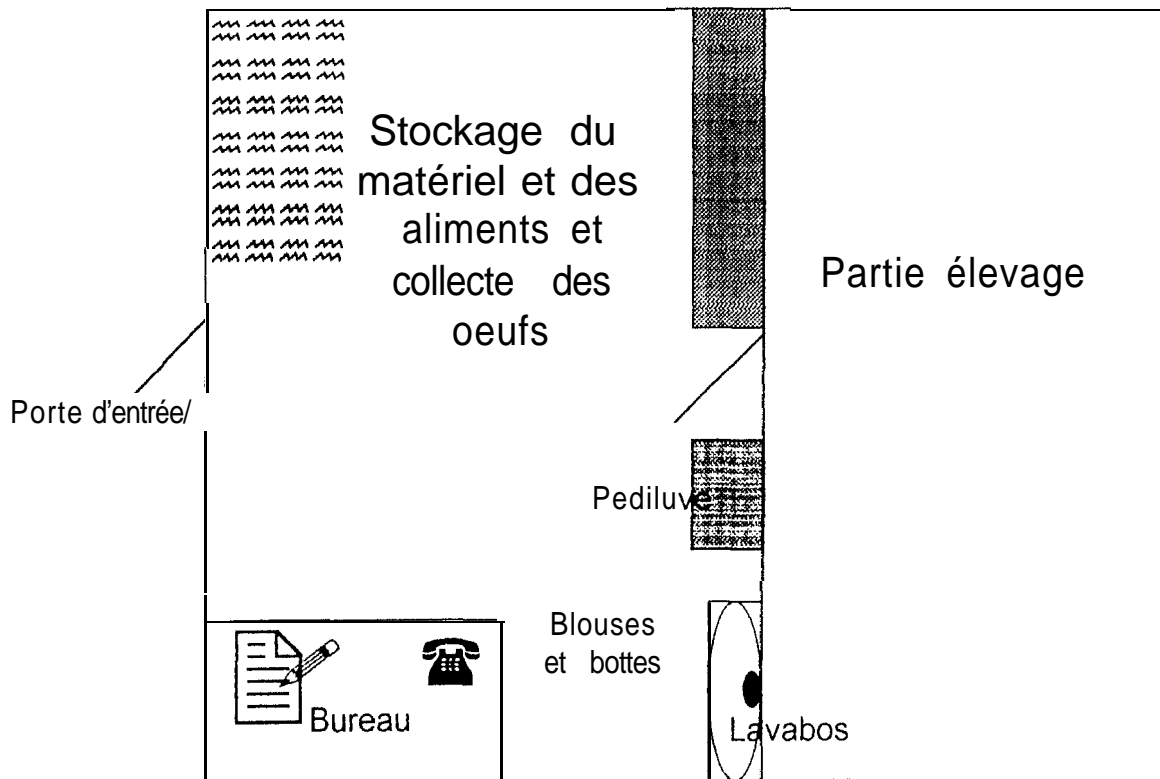 Stockage du
matériel et des
aliments et
collecte des
oeufs
Partie élevage
Porte d'entrée/
Pediluve
Blouses
et bottes
Bureau
Lavabos